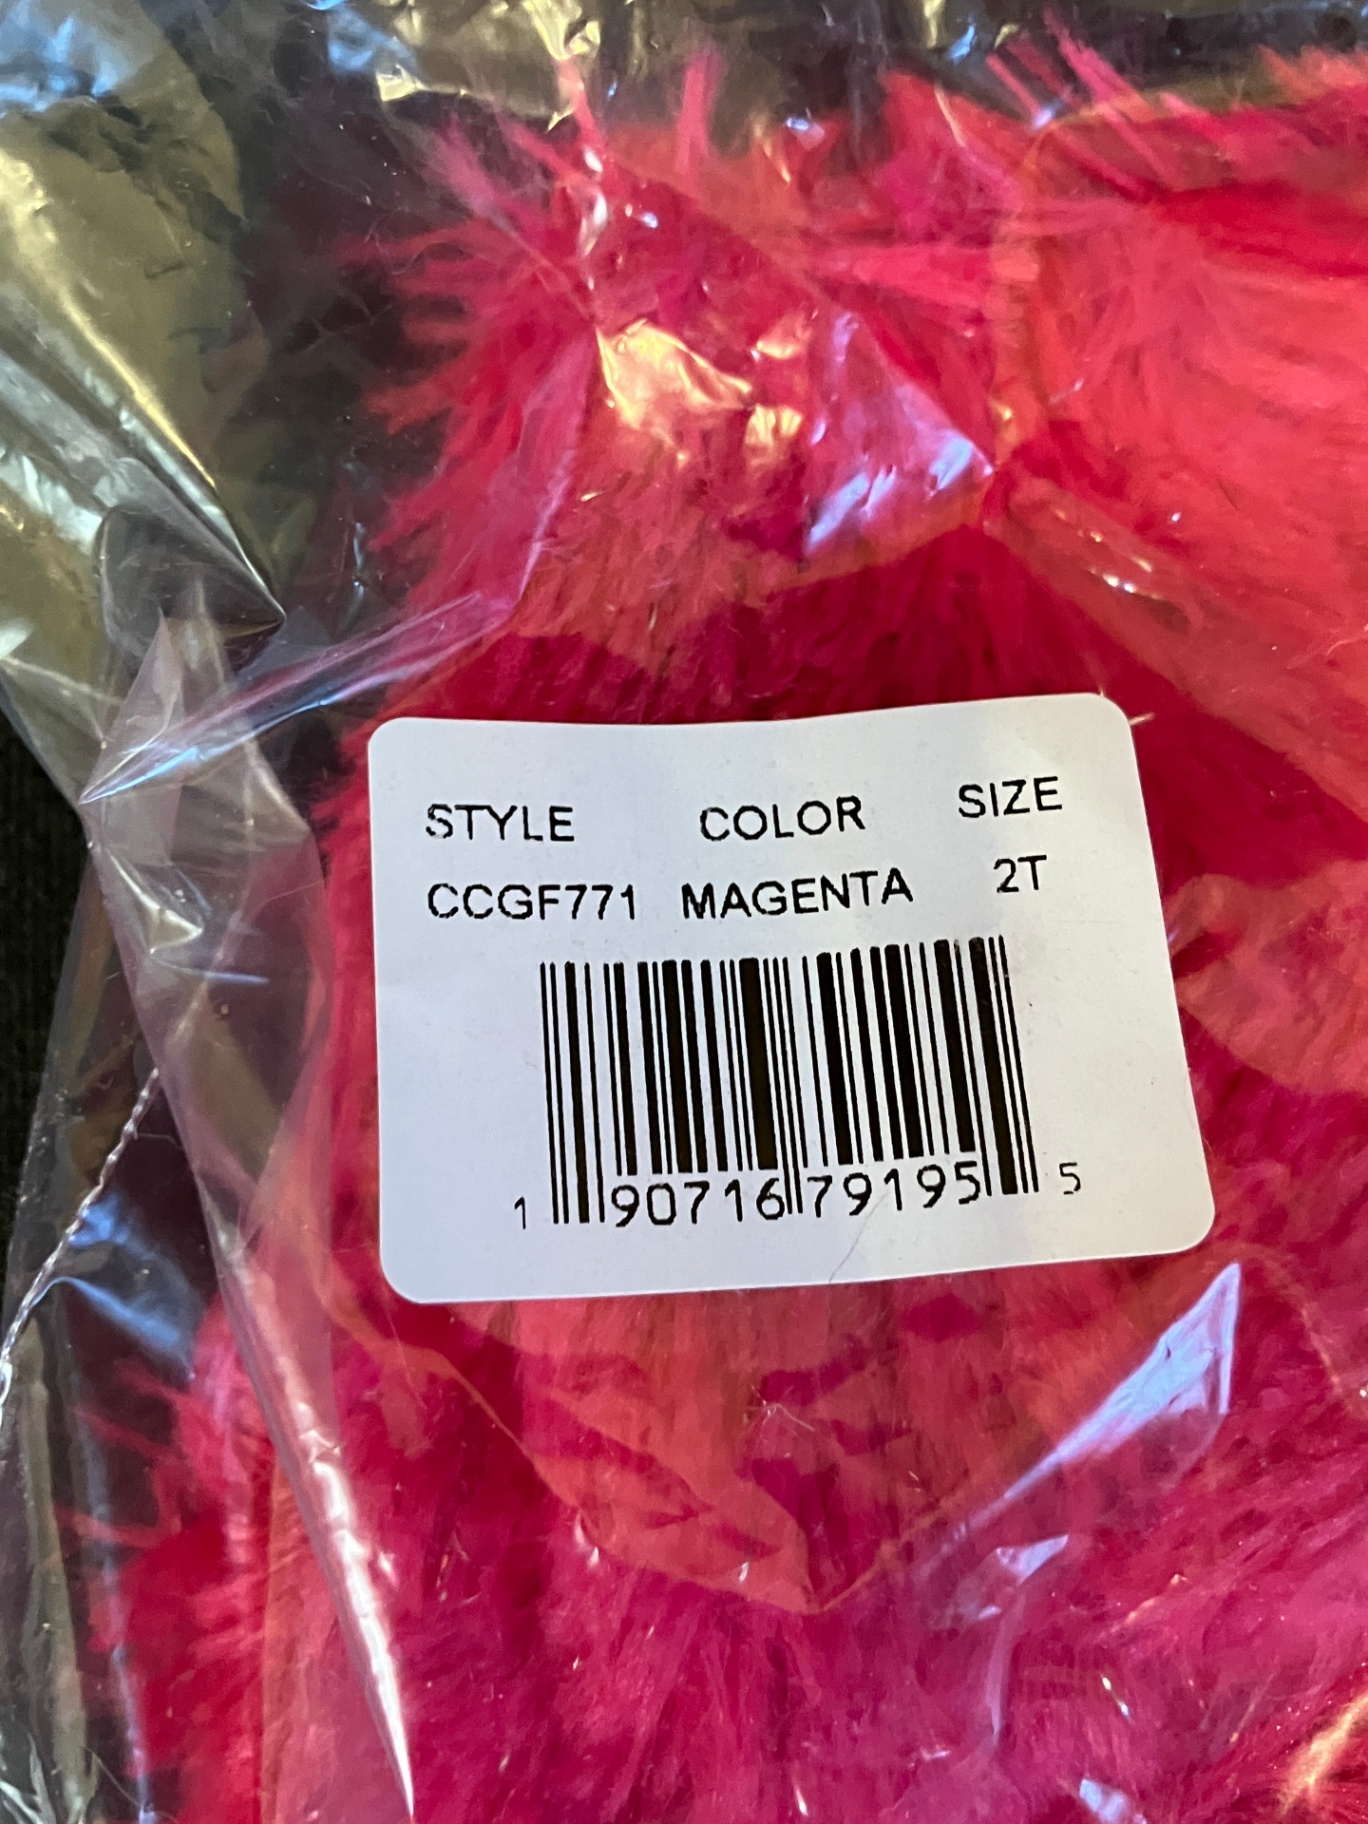 STYLE COLOR SIZE
CCGF771 MAGENTA 2T
1 90716 79195 5